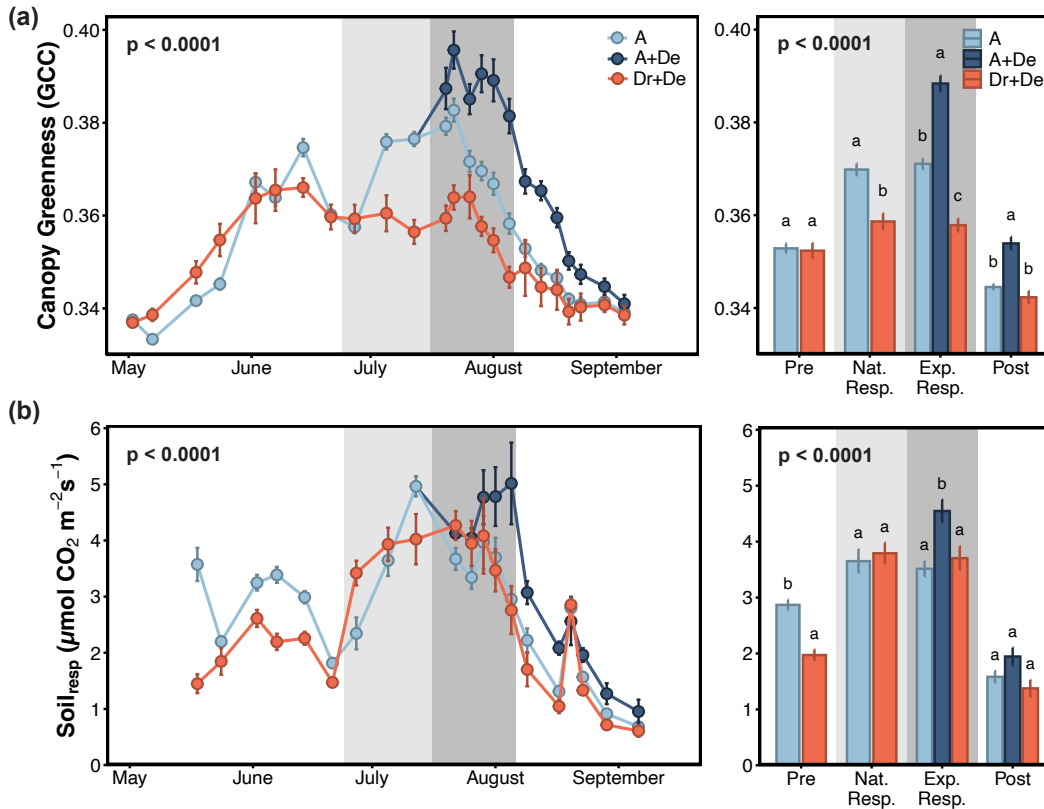 (a)
Canopy Greenness (GCC)
0.40
0.38
0.36
0.34
p < 0.0001
A
A+De
Dr+De
May
June
July
August
September
0.40
0.38
0.36
0.34
p < 0.0001
A
A+De
Dr+De
a
a
a
b
b
a
c
b
a
b
Pre
Nat.
Resp.
Exp.
Resp.
Post
(b)
Soil_resp (µmol CO₂ m⁻²s⁻¹)
6
5
4
3
2
1
0
p < 0.0001
May
June
July
August
September
6
5
4
3
2
1
0
p < 0.0001
b
a
a
a
a
b
a
a
a
a
Pre
Nat.
Resp.
Exp.
Resp.
Post